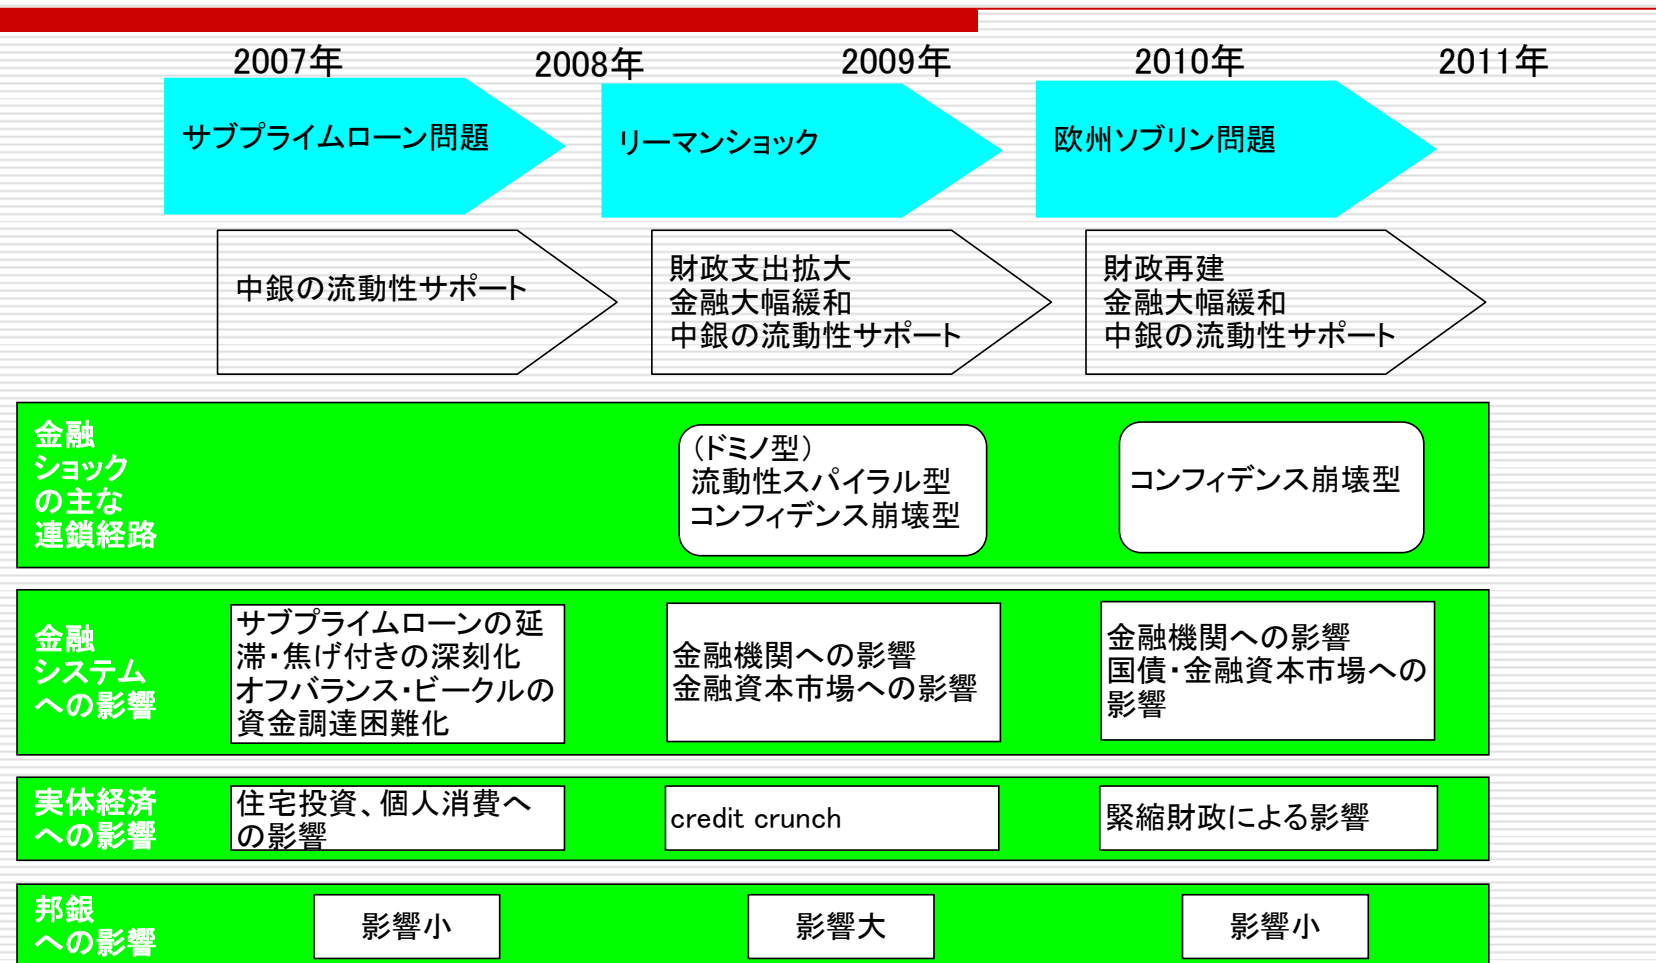 2007年
2008年
2009年
2010年
2011年
サブプライムローン問題
リーマンショック
欧州ソブリン問題
中銀の流動性サポート
財政支出拡大
金融大幅緩和
中銀の流動性サポート
財政再建
金融大幅緩和
中銀の流動性サポート
金融
ショック
の主な
連鎖経路
(ドミノ型)
流動性スパイラル型
コンフィデンス崩壊型
コンフィデンス崩壊型
金融
システム
への影響
サブプライムローンの延
滞・焦げ付きの深刻化
オフバランス・ビークルの
資金調達困難化
金融機関への影響
金融資本市場への影響
金融機関への影響
国債・金融資本市場への
影響
実体経済
への影響
住宅投資、個人消費へ
の影響
credit crunch
緊縮財政による影響
邦銀
への影響
影響小
影響大
影響小